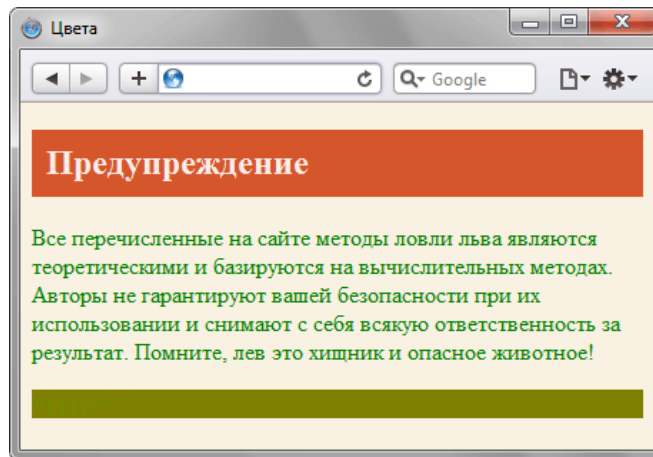 Цвета
Google
Предупреждение
Все перечисленные на сайте методы ловли льва являются
теоретическими и базируются на вычислительных методах.
Авторы не гарантируют вашей безопасности при их
использовании и снимают с себя всякую ответственность за
результат. Помните, лев это хищник и опасное животное!